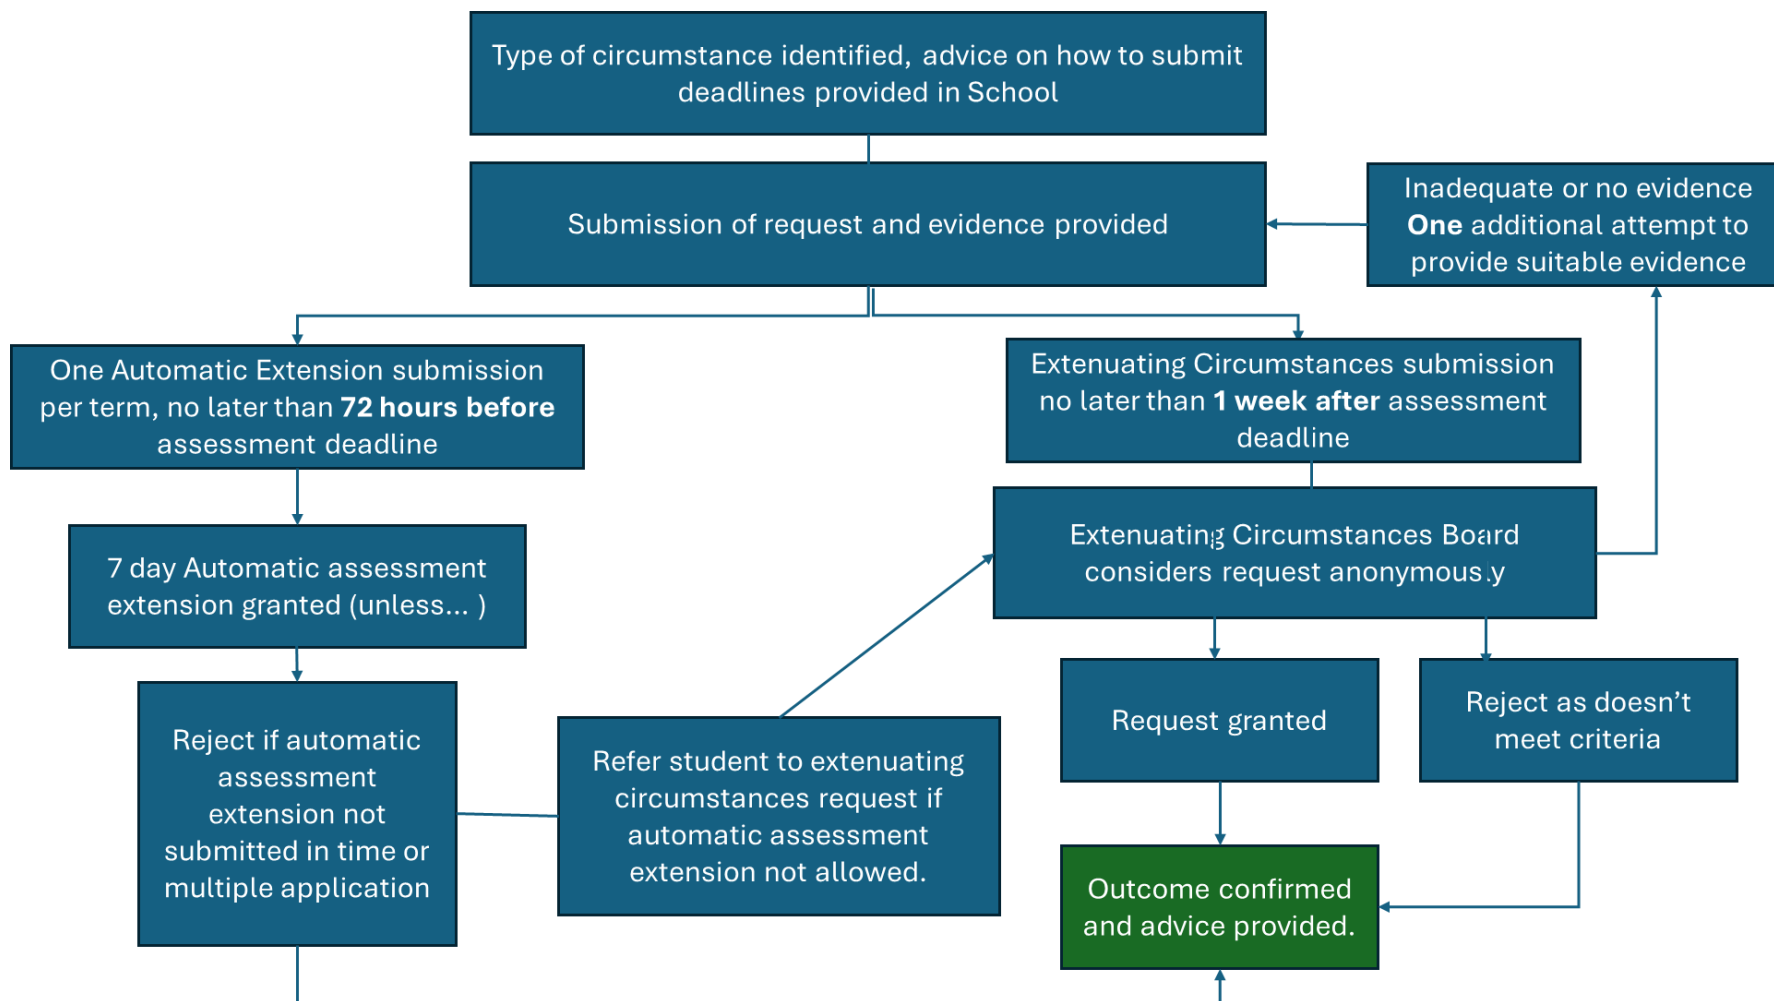 Type of circumstance identified, advice on how to submit
deadlines provided in School
Submission of request and evidence provided
Inadequate or no evidence
One additional attempt to
provide suitable evidence
One Automatic Extension submission
per term, no later than 72 hours before
assessment deadline
Extenuating Circumstances submission
no later than 1 week after assessment
deadline
7 day Automatic assessment
extension granted (unless... )
Extenuating Circumstances Board
considers request anonymously
Reject if automatic
assessment
extension not
submitted in time or
multiple application
Refer student to extenuating
circumstances request if
automatic assessment
extension not allowed.
Request granted
Reject as doesn’t
meet criteria
Outcome confirmed
and advice provided.